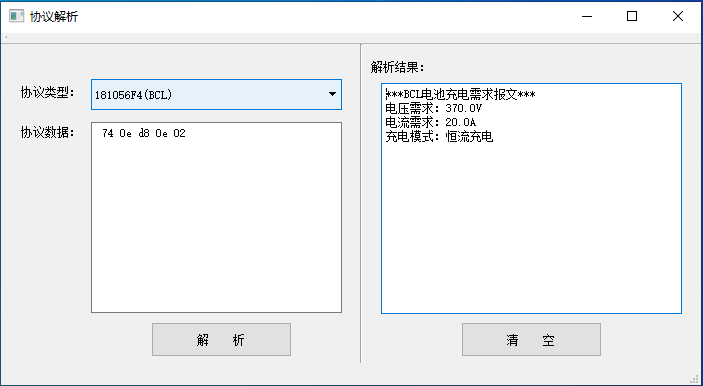 协议解析
协议类型：
181056F4(BCL)
协议数据：
74 0e d8 0e 02
解 析
解析结果：
***BCL电池充电需求报文***
电压需求：370.0V
电流需求：20.0A
充电模式：恒流充电
清 空